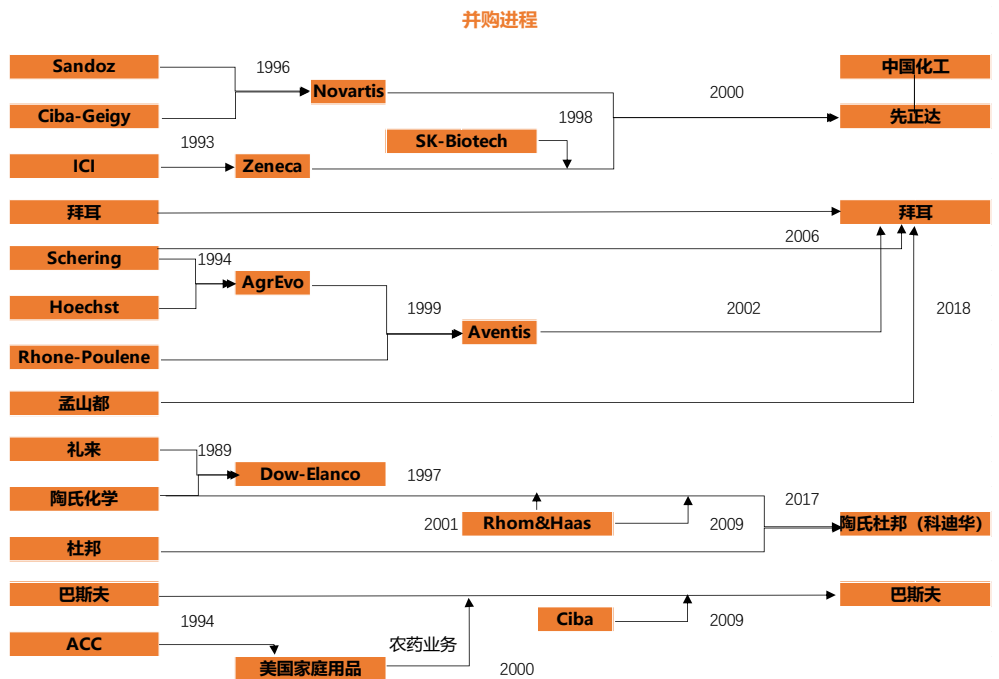 并购进程
Sandoz
1996
中国化工
Novartis
2000
Ciba-Geigy
1998
先正达
SK-Biotech
1993
ICI
Zeneca
拜耳
拜耳
2006
Schering
1994
AgrEvo
Hoechst
1999
2002
2018
Aventis
Rhone-Poulene
孟山都
礼来
1989
Dow-Elanco
1997
陶氏化学
2017
2001
Rhom&Haas
2009
陶氏杜邦（科迪华）
杜邦
巴斯夫
巴斯夫
1994
Ciba
2009
ACC
农药业务
美国家庭用品
2000